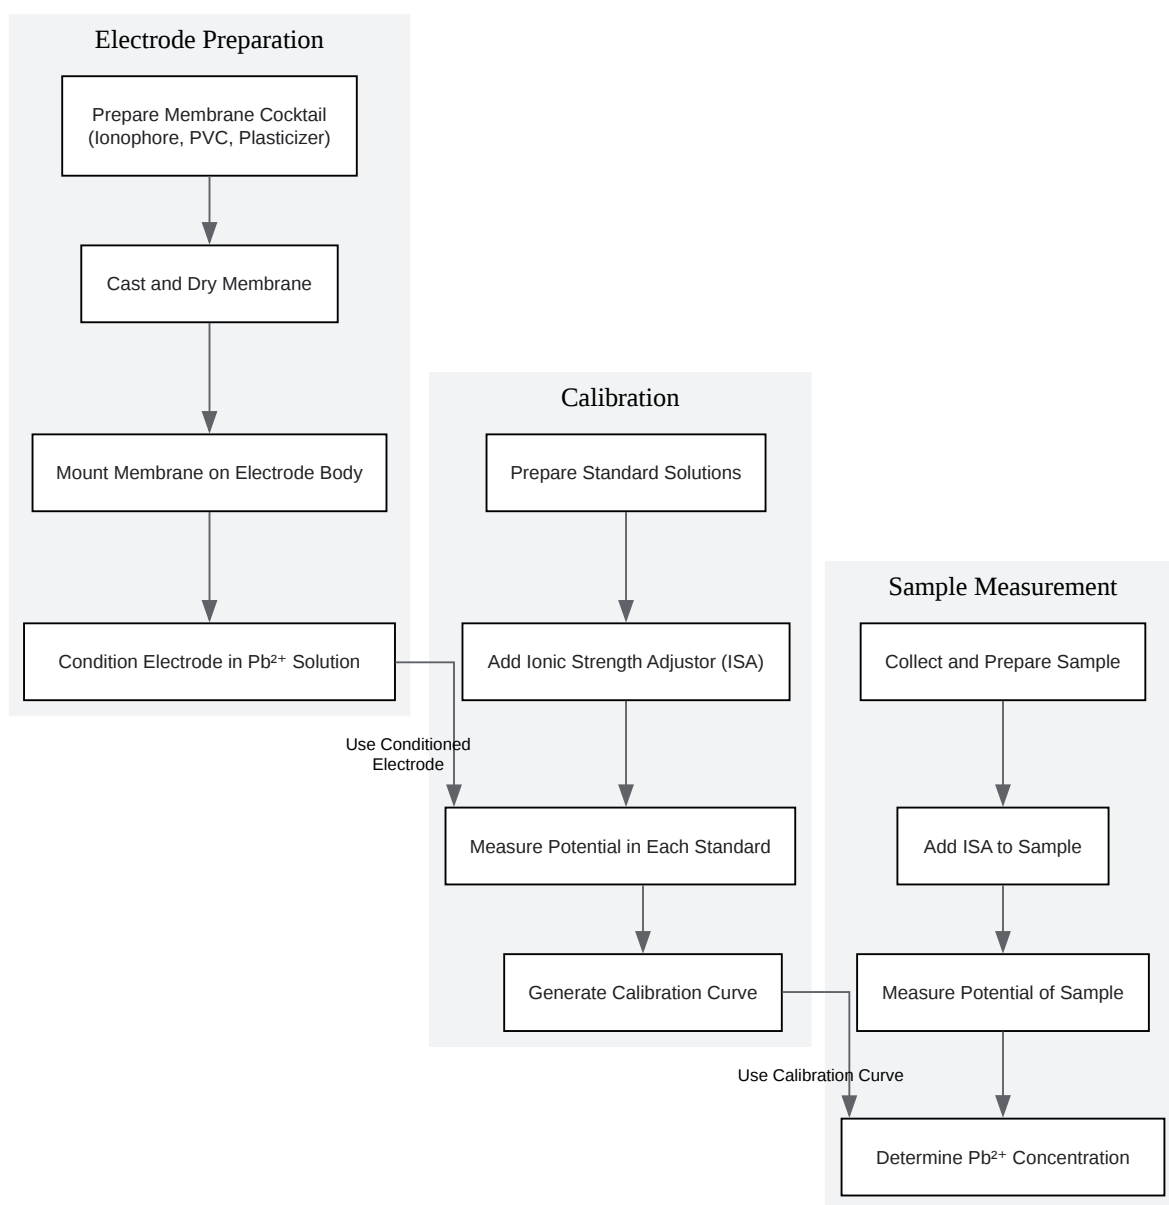 Electrode Preparation
Prepare Membrane Cocktail
(Ionophore, PVC, Plasticizer)
Cast and Dry Membrane
Mount Membrane on Electrode Body
Condition Electrode in Pb²⁺ Solution
Use Conditioned
Electrode
Calibration
Prepare Standard Solutions
Add Ionic Strength Adjustor (ISA)
Measure Potential in Each Standard
Generate Calibration Curve
Use Calibration Curve
Sample Measurement
Collect and Prepare Sample
Add ISA to Sample
Measure Potential of Sample
Determine Pb²⁺ Concentration